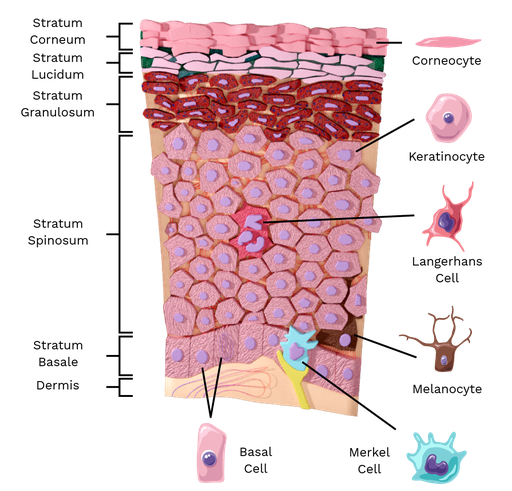 Stratum
Corneum
Stratum
Lucidum
Stratum
Granulosum
Stratum
Spinosum
Stratum
Basale
Dermis
Corneocyte
Keratinocyte
Langerhans
Cell
Melanocyte
Basal
Cell
Merkel
Cell